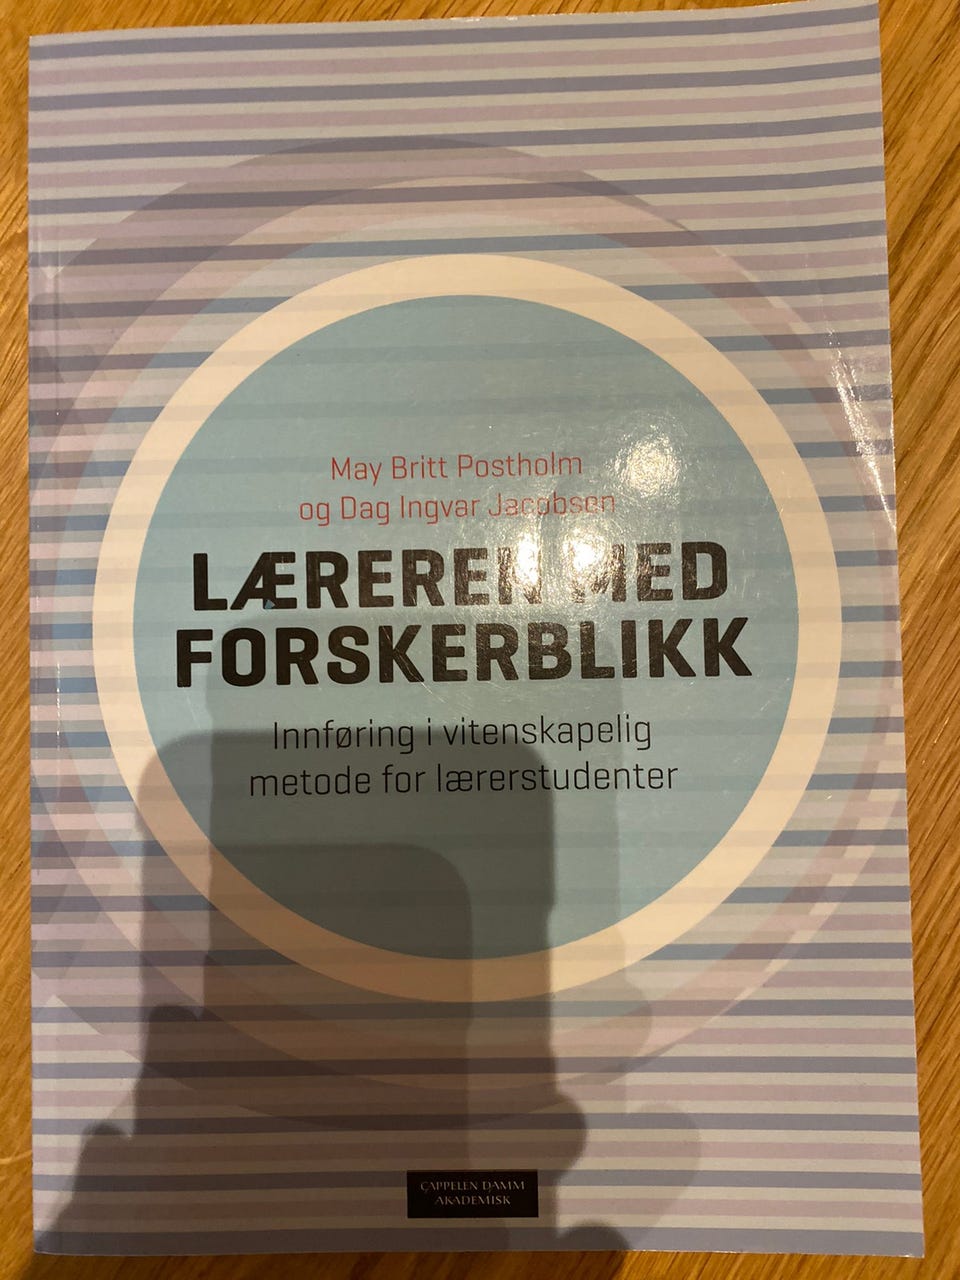 May Britt Postholm
og Dag Ingvar Jacobsen
LÆREREN MED
FORSKERBLIKK
Innføring i vitenskapelig
metode for lærerstudenter
CAPPELEN DAMM
AKADEMISK